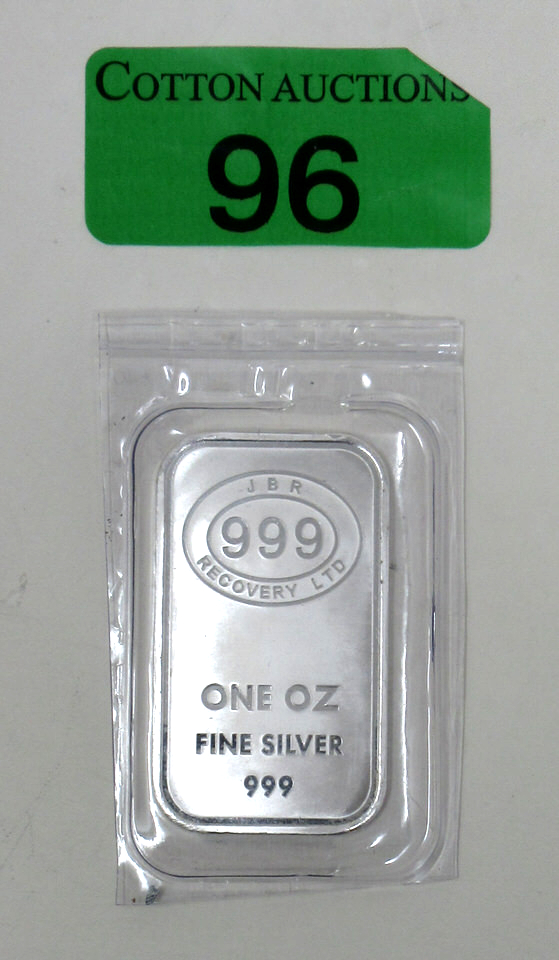 COTTON AUCTIONS
96
JBR
999
RECOVERY LTD
ONE OZ
FINE SILVER
999